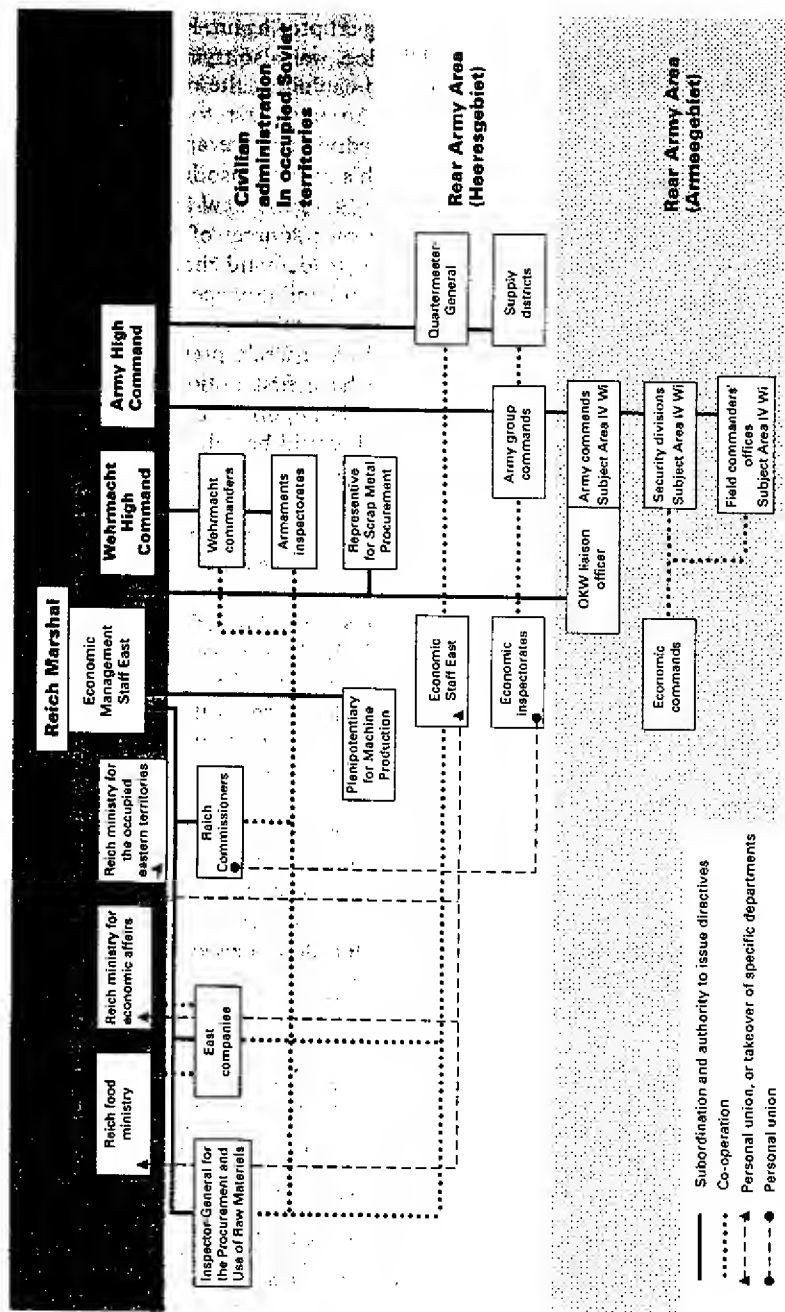 Reich Marshal
Economic
Management
Staff East
Wehrmacht
High
Command
Army High
Command
Reich food
ministry
Reich ministry for
economic affairs
Reich ministry for
the occupied
eastern territories
Civilian
administration
In occupied Soviet
territories
Inspector-General for
the Procurement and
Use of Raw Materials
East
companies
Reich
Commissioners
Wehrmacht
commanders
Armaments
inspectorates
Plenipotentiary
for Machine
Production
Representive
for Scrap Metal
Procurement
Rear Army Area
(Heeresgebiet)
Economic
Staff East
Quartermaster-
General
Economic
inspectorates
Army group
commands
Supply
districts
Rear Army Area
(Armeegebiet)
OKW liaison
officer
Army commends
Subject Area IV Wi
Economic
commands
Security divisions
Subject Area IV Wi
Field commanders'
offices
Subject Area IV Wi
Subordination and authority to issue directives
Co-operation
Personal union, or takeover of specific departments
Personal union